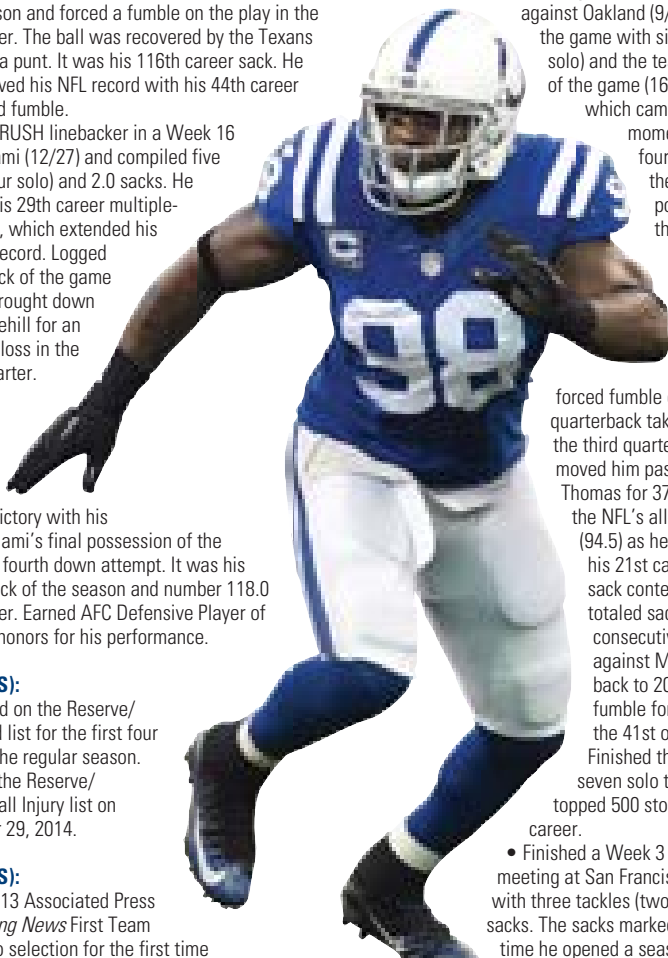 son and forced a fumble on the play in the
er. The ball was recovered by the Texans
a punt. It was his 116th career sack. He
ved his NFL record with his 44th career
d fumble.
RUSH linebacker in a Week 16
ami (12/27) and compiled five
ur solo) and 2.0 sacks. He
is 29th career multiple-
, which extended his
ecord. Logged
ck of the game
rought down
ehill for an
loss in the
arter.
ictory with his
ami's final possession of the
fourth down attempt. It was his
ck of the season and number 118.0
er. Earned AFC Defensive Player of
honors for his performance.
S):
d on the Reserve/
l list for the first four
he regular season.
the Reserve/
all Injury list on
r 29, 2014.
S):
13 Associated Press
ng News First Team
o selection for the first time
98
98
C
98
against Oakland (9/
the game with si
solo) and the te
of the game (16
which came
mome
four
the
po
th
forced fumble
quarterback tak
the third quarte
moved him pas
Thomas for 37
the NFL's all
(94.5) as he
his 21st ca
sack conte
totaled sac
consecutiv
against M
back to 20
fumble for
the 41st o
Finished th
seven solo t
topped 500 sto
career.
• Finished a Week 3
meeting at San Francis
with three tackles (two
sacks. The sacks marked
time he opened a seas